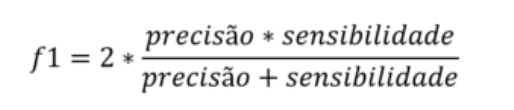 f1 = 2 * precisão * sensibilidade
precisão + sensibilidade